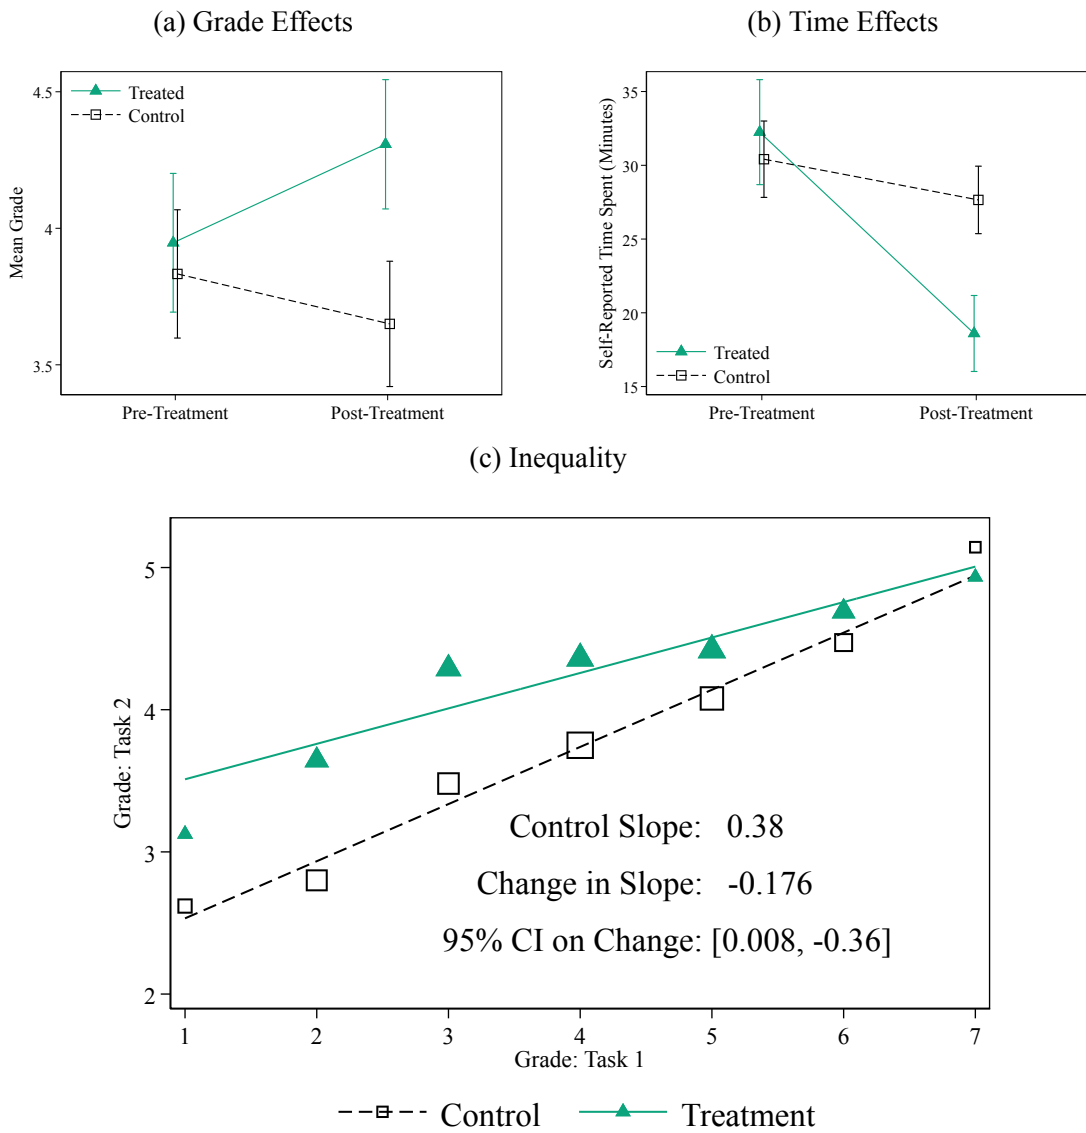 (a) Grade Effects
(b) Time Effects
Mean Grade
4.5
4
3.5
Treated
Control
Pre-Treatment
Post-Treatment
Self-Reported Time Spent (Minutes)
35
30
25
20
15
Treated
Control
Pre-Treatment
Post-Treatment
(c) Inequality
Grade: Task 2
5
4
3
2
Control Slope: 0.38
Change in Slope: -0.176
95% CI on Change: [0.008, -0.36]
1 2 3 4 5 6 7
Grade: Task 1
Control Treatment